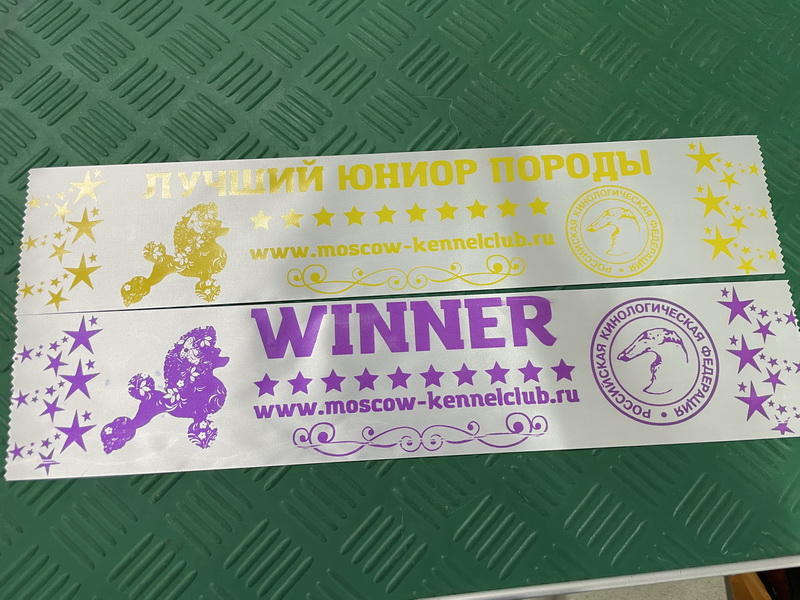 ЛУЧШИЙ ЮНИОР ПОРОДЫ
www.moscow-kennelclub.ru
РОССИЙСКАЯ КИНОЛОГИЧЕСКАЯ ФЕДЕРАЦИЯ
WINNER
www.moscow-kennelclub.ru
РОССИЙСКАЯ КИНОЛОГИЧЕСКАЯ ФЕДЕРАЦИЯ